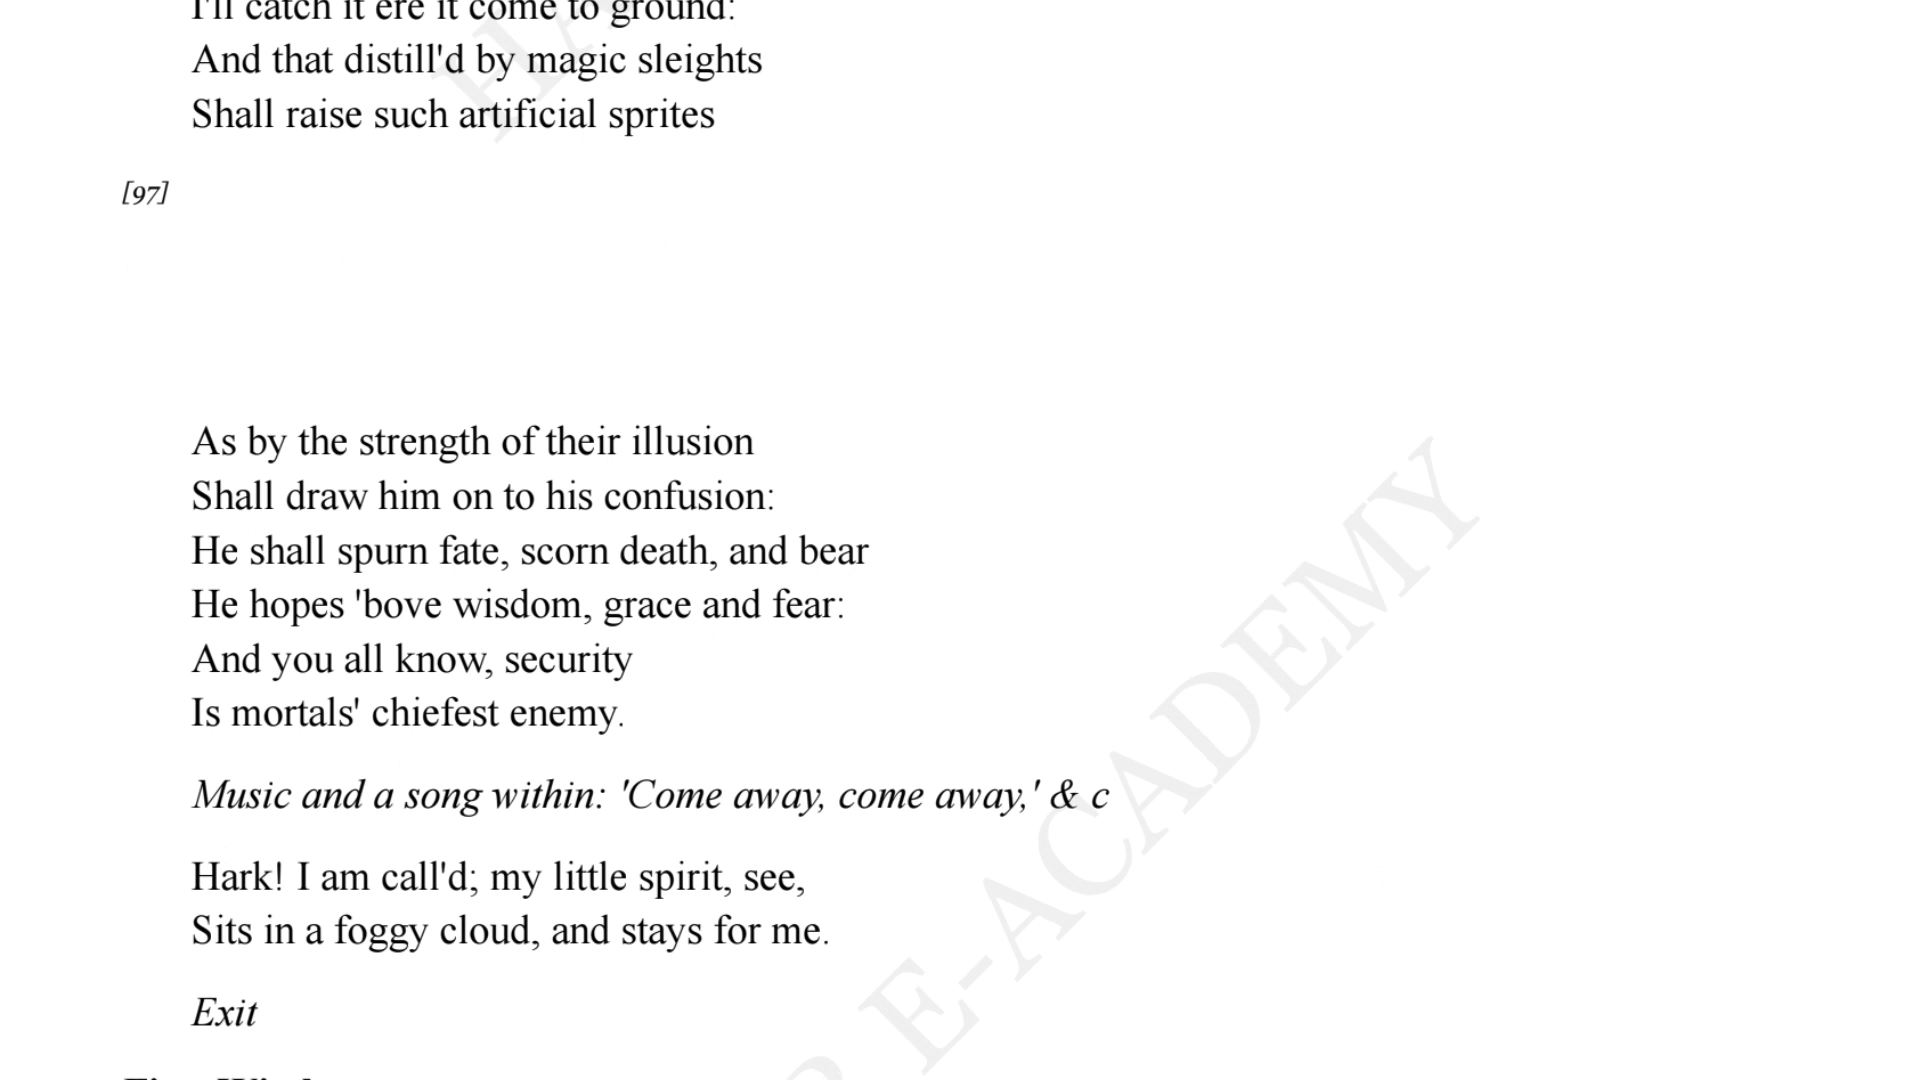 I'll catch it ere it come to ground:
And that distill'd by magic sleights
Shall raise such artificial sprites
[97]
As by the strength of their illusion
Shall draw him on to his confusion:
He shall spurn fate, scorn death, and bear
He hopes 'bove wisdom, grace and fear:
And you all know, security
Is mortals' chiefest enemy.
Music and a song within: 'Come away, come away,' & c
Hark! I am call'd; my little spirit, see,
Sits in a foggy cloud, and stays for me.
Exit
E-ACADEMY